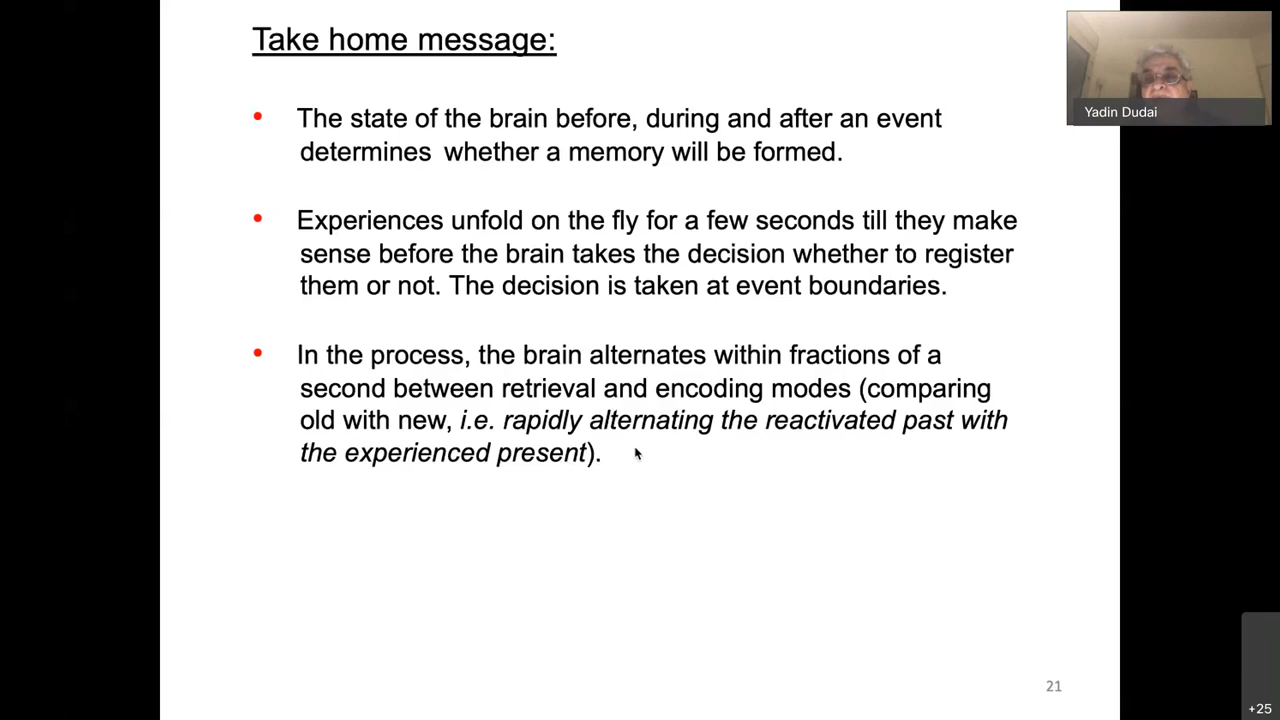 Take home message:
Yadin Dudai
• The state of the brain before, during and after an event
determines whether a memory will be formed.
• Experiences unfold on the fly for a few seconds till they make
sense before the brain takes the decision whether to register
them or not. The decision is taken at event boundaries.
• In the process, the brain alternates within fractions of a
second between retrieval and encoding modes (comparing
old with new, i.e. rapidly alternating the reactivated past with
the experienced present).
21
+25